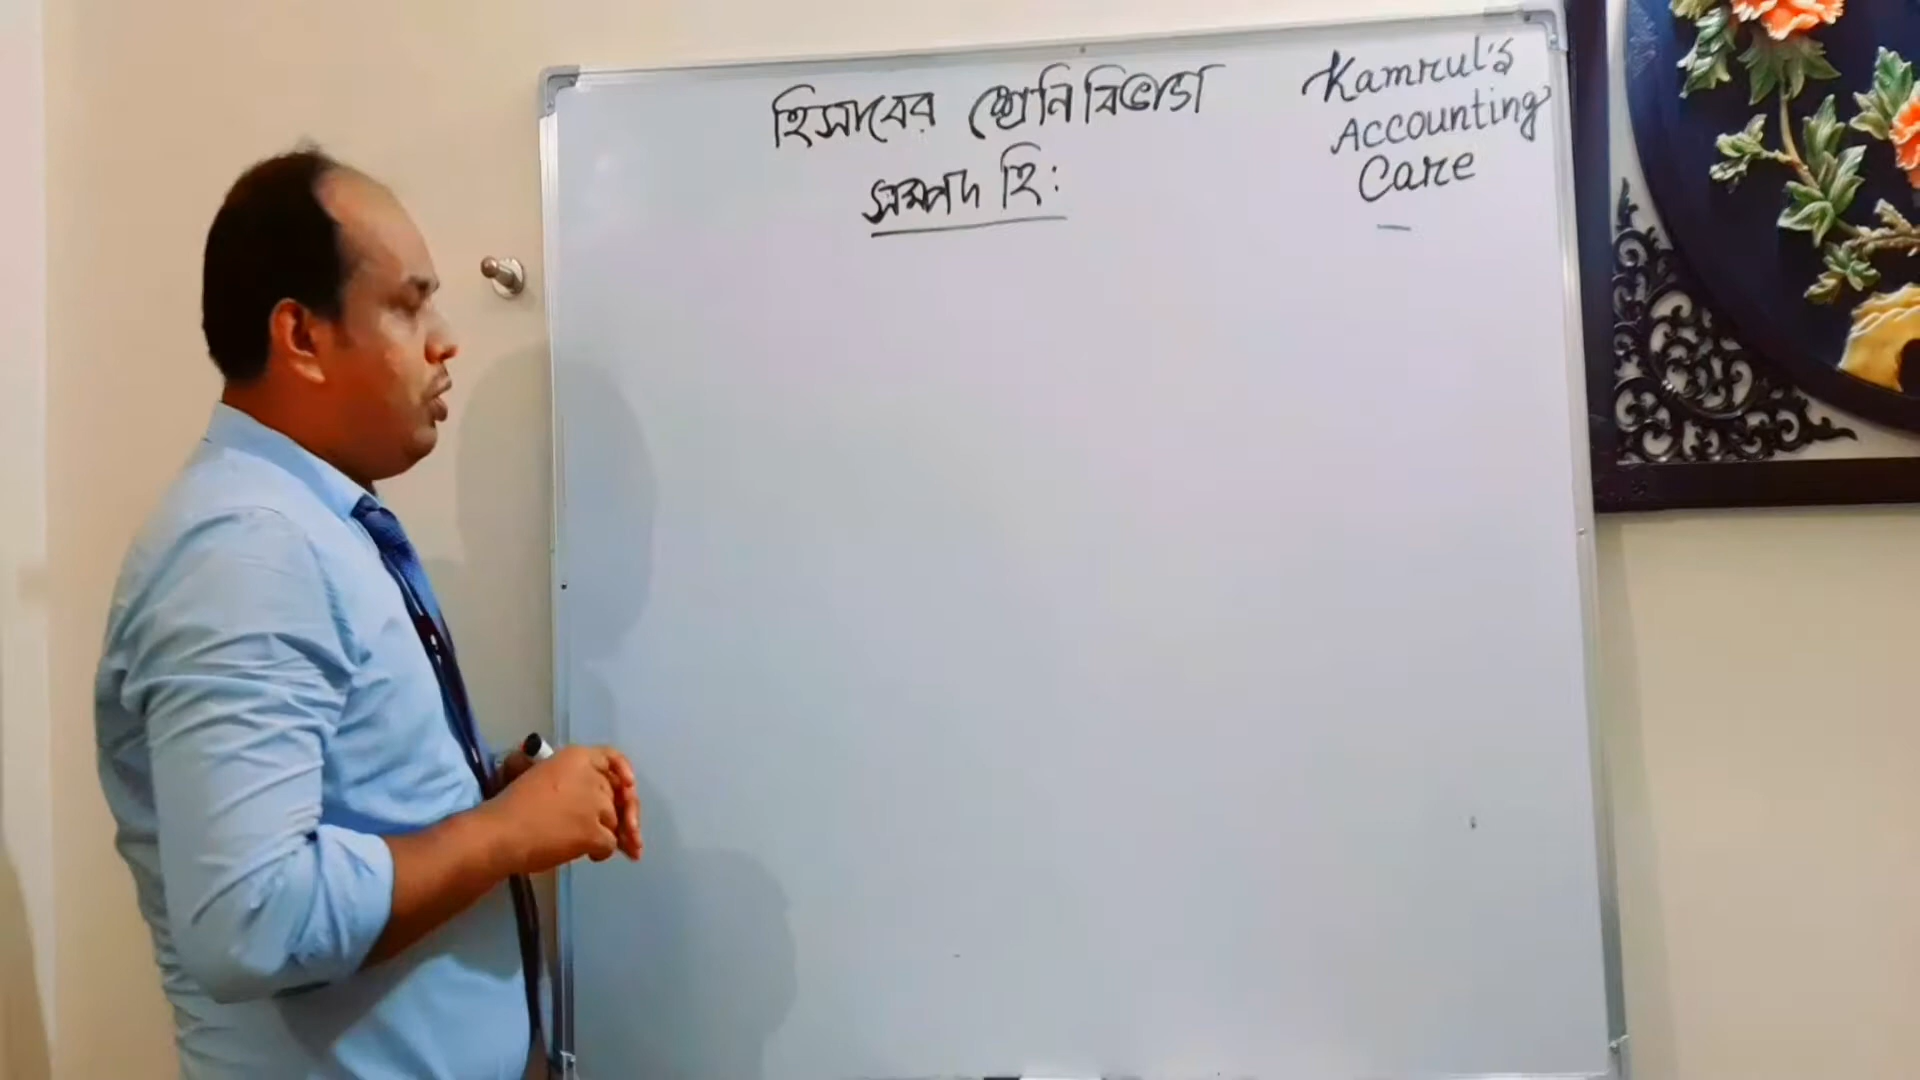 হিসাবের শ্রেনি বিভাগ
সম্পদ হি:
Kamrul's
Accounting
Care